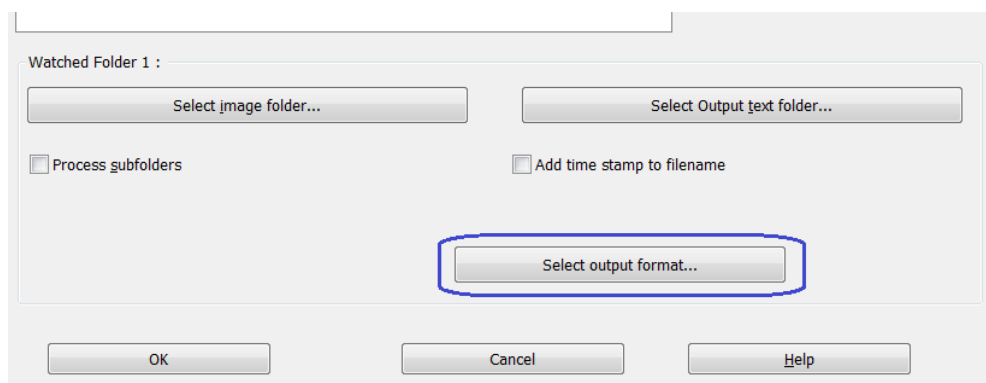 Watched Folder 1 :
Select image folder... Select Output text folder...
Process subfolders Add time stamp to filename
Select output format...
OK Cancel Help